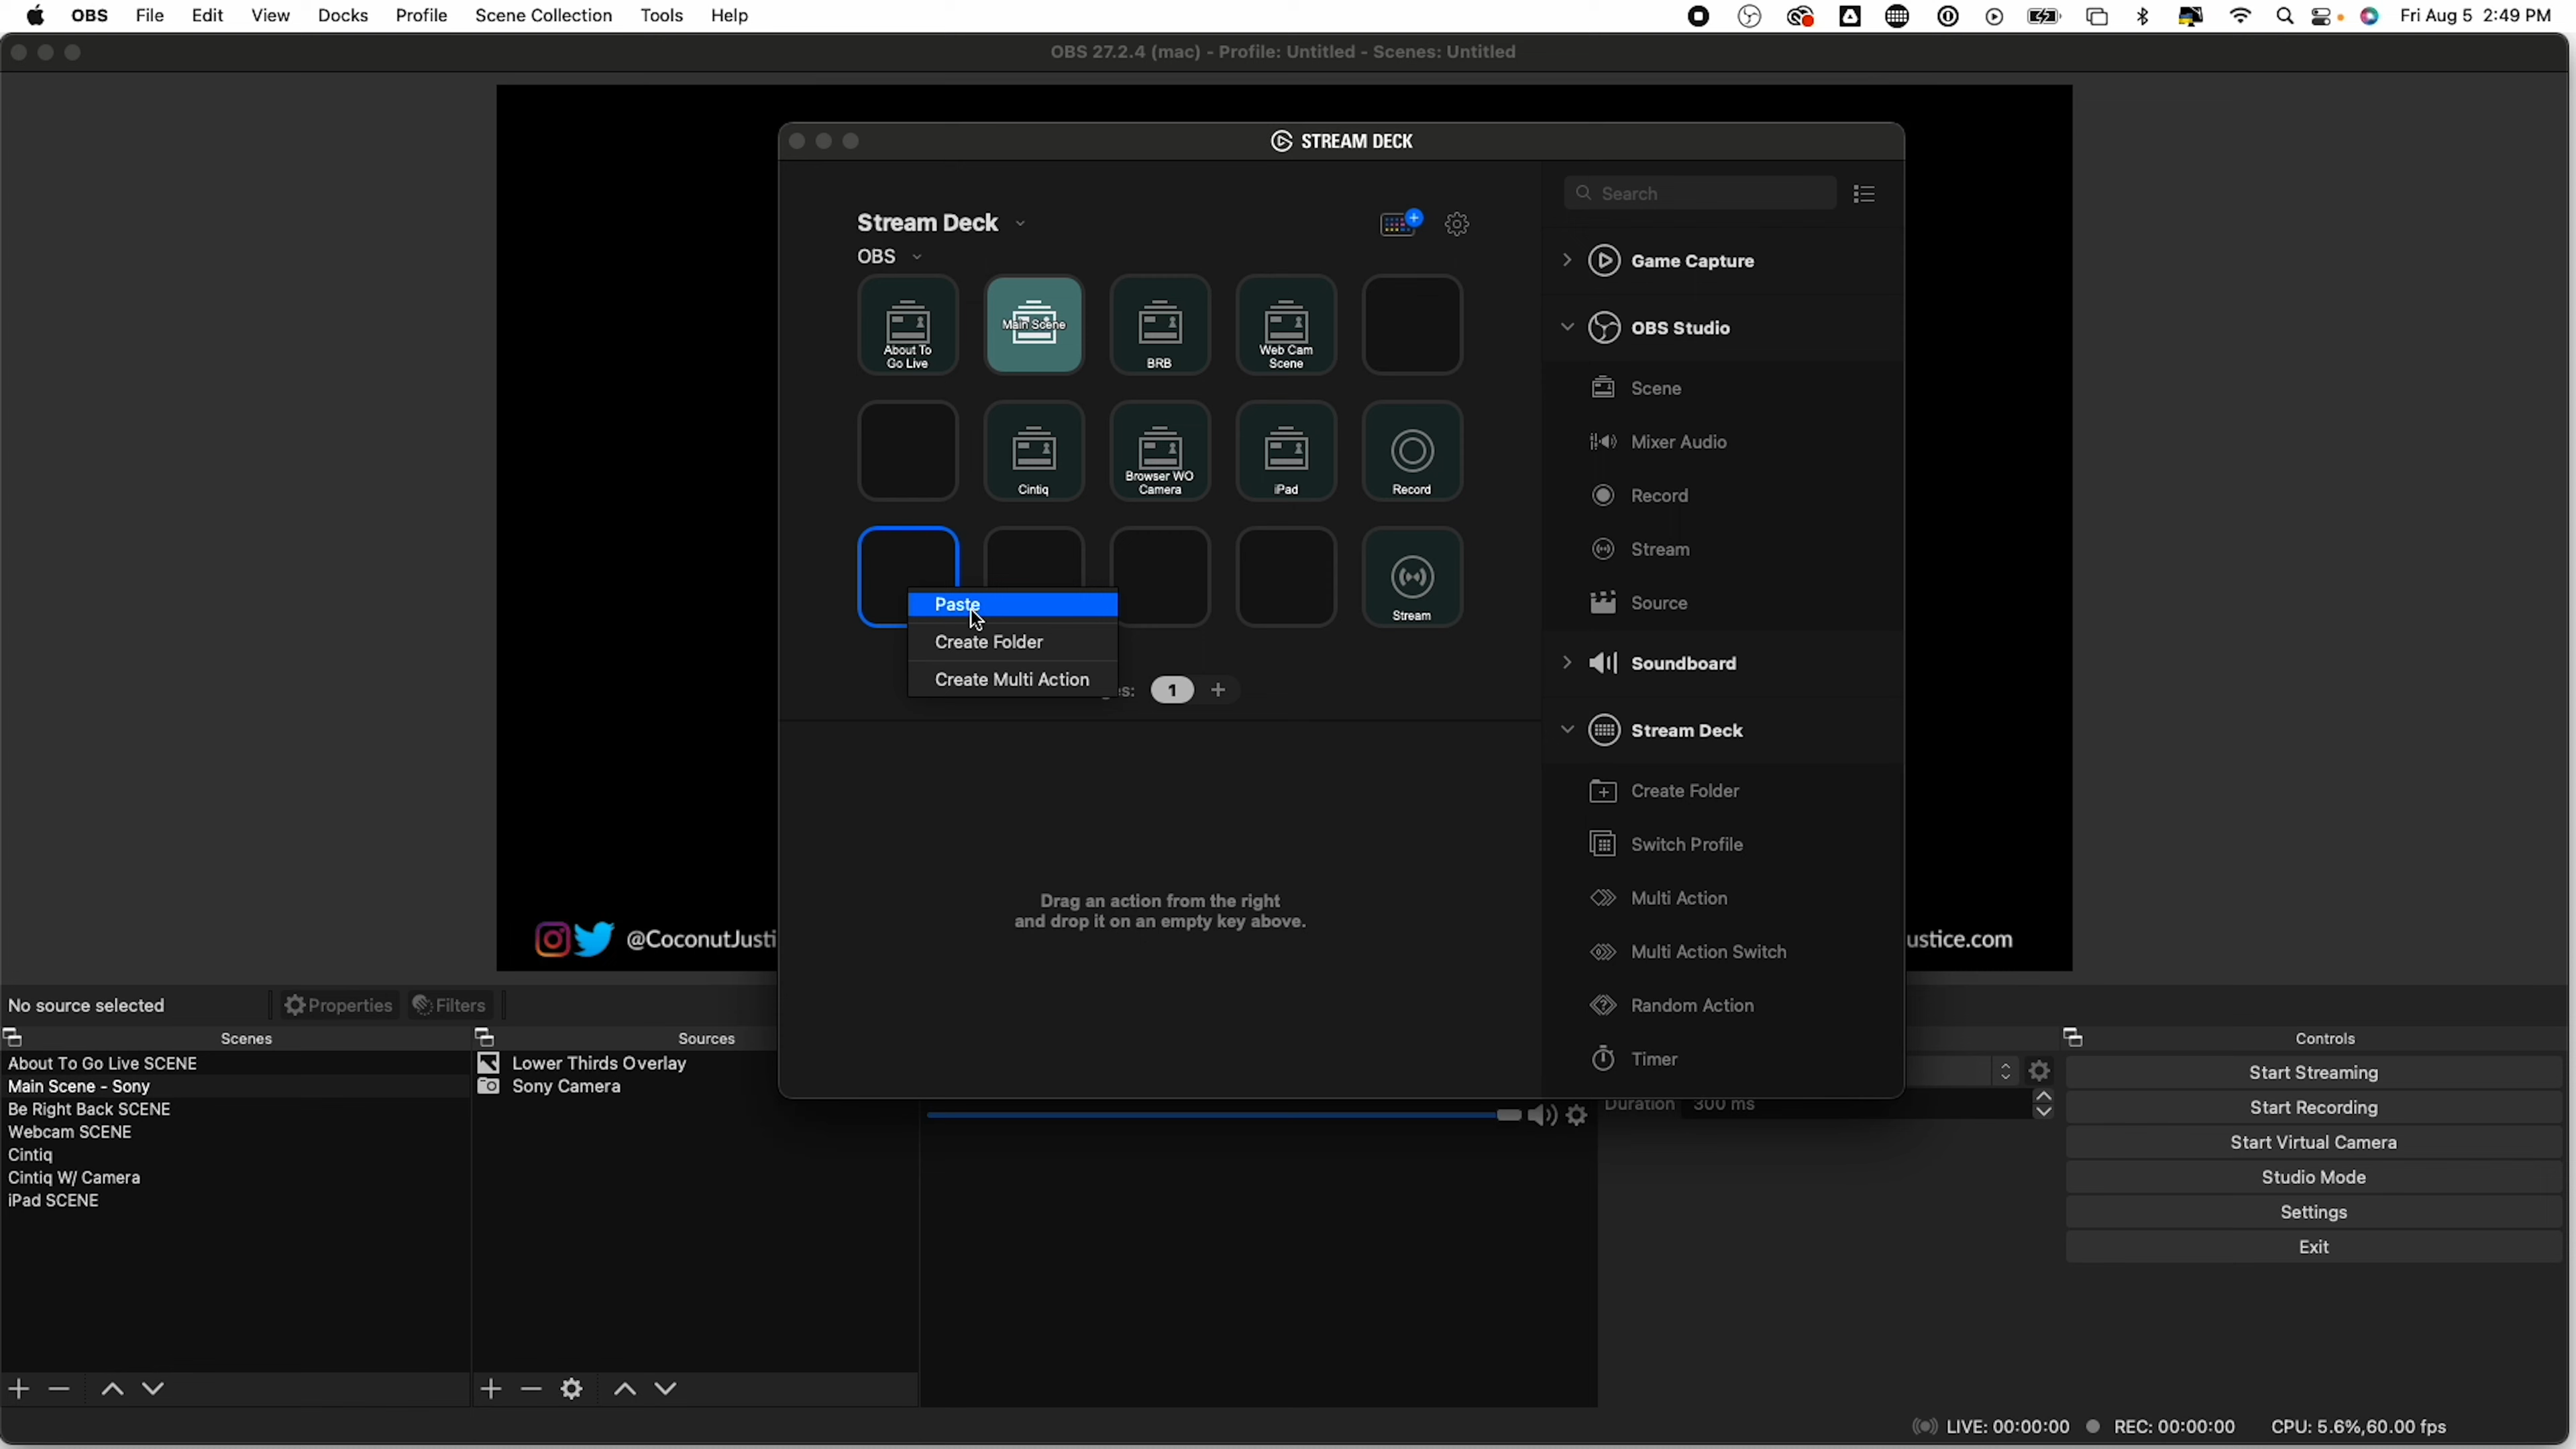 OBS File Edit View Docks Profile Scene Collection Tools Help Fri Aug 5 2:49 PM
OBS 27.2.4 (mac) - Profile: Untitled - Scenes: Untitled
STREAM DECK
Search
Stream Deck
OBS
Game Capture
About To
Go Live
Main Scene
BRB
Web Cam
Scene
OBS Studio
Scene
Mixer Audio
Cintiq
Browser WO
Camera
iPad
Record
Record
Stream
Stream
Source
Paste
Create Folder
Create Multi Action
1
Soundboard
Stream Deck
Create Folder
Switch Profile
Multi Action
Multi Action Switch
Random Action
Timer
Drag an action from the right
and drop it on an empty key above.
@CoconutJusti
ustice.com
No source selected Properties Filters
Scenes
About To Go Live SCENE
Main Scene - Sony
Be Right Back SCENE
Webcam SCENE
Cintiq
Cintiq W/ Camera
iPad SCENE
Sources
Lower Thirds Overlay
Sony Camera
Duration 300 ms
Controls
Start Streaming
Start Recording
Start Virtual Camera
Studio Mode
Settings
Exit
LIVE: 00:00:00 REC: 00:00:00 CPU: 5.6%,60.00 fps